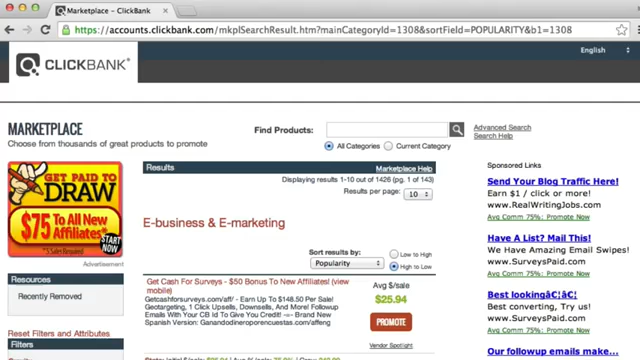 Marketplace - ClickBank
https://accounts.clickbank.com/mkplSearchResult.htm?mainCategoryId=1308&sortField=POPULARITY&b1=1308
English
CLICKBANK®
MARKETPLACE
Choose from thousands of great products to promote
Find Products:
Advanced Search
Search Help
All Categories
Current Category
GET PAID TO
DRAW
$75 To All New
Affiliates*
START
NOW
Advertisement
Resources
Recently Removed
Reset Filters and Attributes
Results
Marketplace Help
Displaying results 1-10 out of 1426 (pg. 1 of 143)
Results per page: 10
E-business & E-marketing
Sort results by:
Popularity
Low to High
High to Low
Get Cash For Surveys - $50 Bonus To New Affiliates! (view
mobile)
Getcashforsurveys.com/aff/ - Earn Up To $148.50 Per Sale!
Geotargeting, 1 Click Upsells, Downsells, And More! Followup
Emails With Your CB Id To Give You Credit! (~=~ Brand New
Spanish Version: Ganandodineroporencuestas.com/affeng
Avg $/sale
$25.94
PROMOTE
Vendor Spotlight
Sponsored Links
Send Your Blog Traffic Here!
Earn $1 / click or more!
www.RealWritingJobs.com
Avg Comm 75%: Promote Now
Have A List? Mail This!
We Have Amazing Email Swipes!
www.SurveysPaid.com
Avg Comm 75%: Promote Now
Best lookingâ¦â¦
Best converting, Try us!
www.SurveysPaid.com
Avg Comm 75%: Promote Now
Our followup emails make...